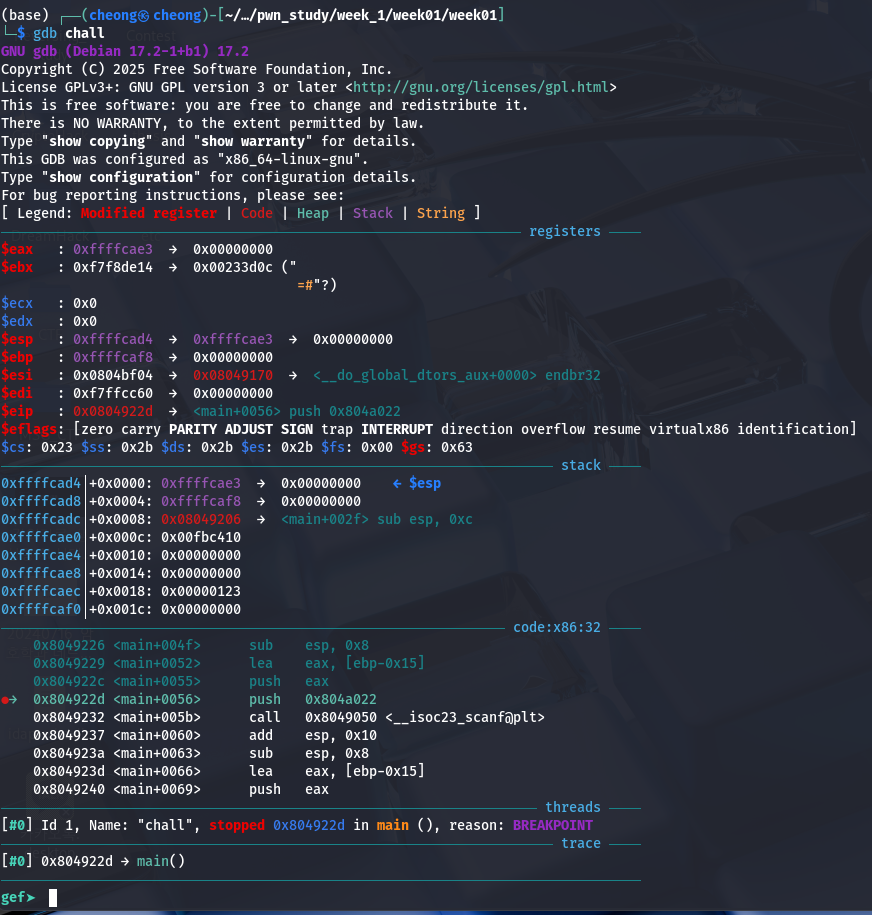 (base) ┌──(cheong㉿ cheong)-[~/…/pwn_study/week_1/week01/week01]
└─$ gdb chall
GNU gdb (Debian 17.2-1+b1) 17.2
Copyright (C) 2025 Free Software Foundation, Inc.
License GPLv3+: GNU GPL version 3 or later <http://gnu.org/licenses/gpl.html>
This is free software: you are free to change and redistribute it.
There is NO WARRANTY, to the extent permitted by law.
Type "show copying" and "show warranty" for details.
This GDB was configured as "x86_64-linux-gnu".
Type "show configuration" for configuration details.
For bug reporting instructions, please see:
[ Legend: Modified register | Code | Heap | Stack | String ]
registers
$eax   : 0xffffcae3  →  0x00000000
$ebx   : 0xf7f8de14  →  0x00233d0c ("
=#"?)
$ecx   : 0x0
$edx   : 0x0
$esp   : 0xffffcad4  →  0xffffcae3  →  0x00000000
$ebp   : 0xffffcaf8  →  0x00000000
$esi   : 0x0804bf04  →  0x08049170  →  <__do_global_dtors_aux+0000> endbr32
$edi   : 0xf7ffcc60  →  0x00000000
$eip   : 0x0804922d  →  <main+0056> push 0x804a022
$eflags: [zero carry PARITY ADJUST SIGN trap INTERRUPT direction overflow resume virtualx86 identification]
$cs: 0x23 $ss: 0x2b $ds: 0x2b $es: 0x2b $fs: 0x00 $gs: 0x63
stack
0xffffcad4│+0x0000: 0xffffcae3  →  0x00000000    ← $esp
0xffffcad8│+0x0004: 0xffffcaf8  →  0x00000000
0xffffcadc│+0x0008: 0x08049206  →  <main+002f> sub esp, 0xc
0xffffcae0│+0x000c: 0x00fbc410
0xffffcae4│+0x0010: 0x00000000
0xffffcae8│+0x0014: 0x00000000
0xffffcaec│+0x0018: 0x00000123
0xffffcaf0│+0x001c: 0x00000000
code:x86:32
0x8049226 <main+004f>      sub    esp, 0x8
0x8049229 <main+0052>      lea    eax, [ebp-0x15]
0x804922c <main+0055>      push   eax
●→  0x804922d <main+0056>      push   0x804a022
0x8049232 <main+005b>      call   0x8049050 <__isoc23_scanf@plt>
0x8049237 <main+0060>      add    esp, 0x10
0x804923a <main+0063>      sub    esp, 0x8
0x804923d <main+0066>      lea    eax, [ebp-0x15]
0x8049240 <main+0069>      push   eax
threads
[#0] Id 1, Name: "chall", stopped 0x804922d in main (), reason: BREAKPOINT
trace
[#0] 0x804922d → main()
gef➤